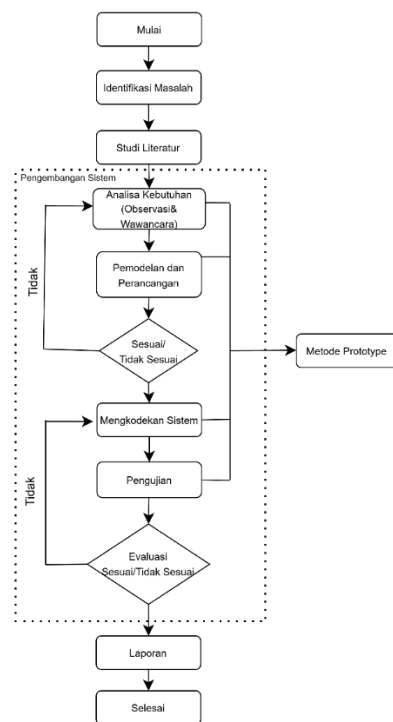 Mulai
Identifikasi Masalah
Studi Literatur
Pengembangan Sistem
Analisa Kebutuhan
(Observasi&
Wawancara)
Tidak
Pemodelan dan
Perancangan
Sesuai/
Tidak Sesuai
Metode Prototype
Mengkodekan Sistem
Pengujian
Tidak
Evaluasi
Sesuai/Tidak Sesuai
Laporan
Selesai